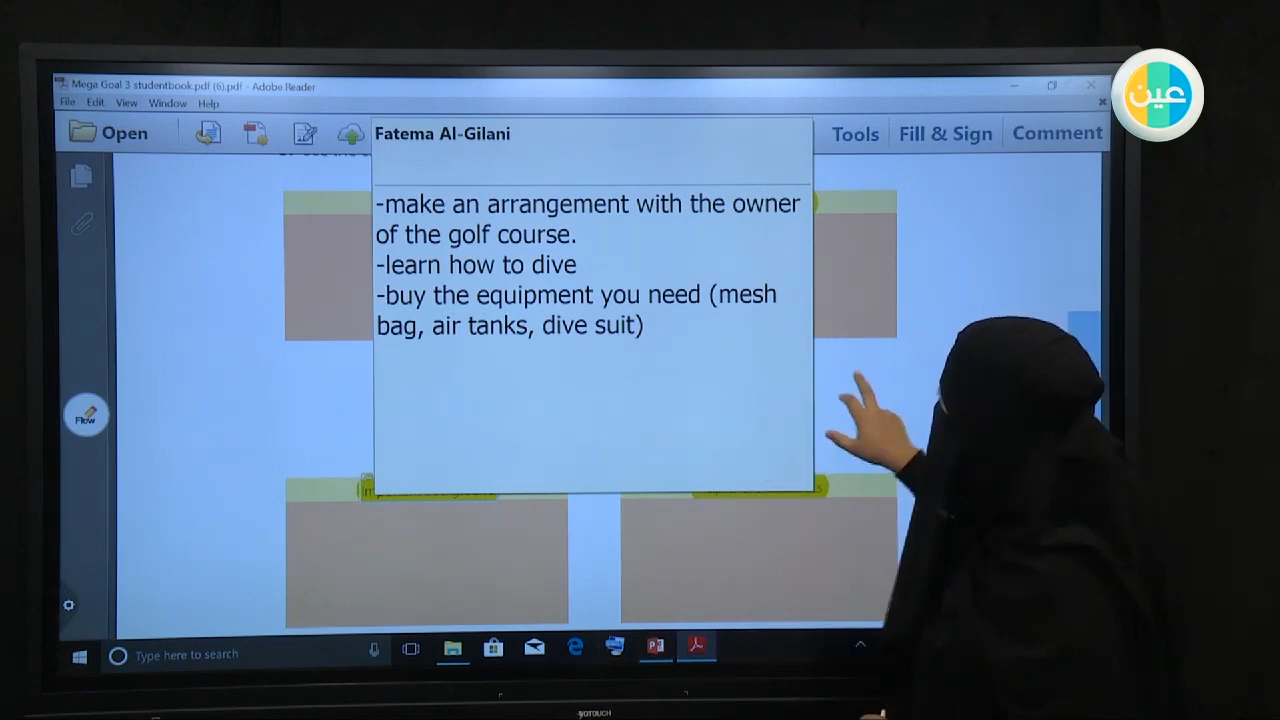 عين
Mega Goal 3 studentbook.pdf (6).pdf - Adobe Reader
File Edit View Window Help
Open
Tools Fill & Sign Comment
Fatema Al-Gilani
-make an arrangement with the owner
of the golf course.
-learn how to dive
-buy the equipment you need (mesh
bag, air tanks, dive suit)
Flow
Type here to search